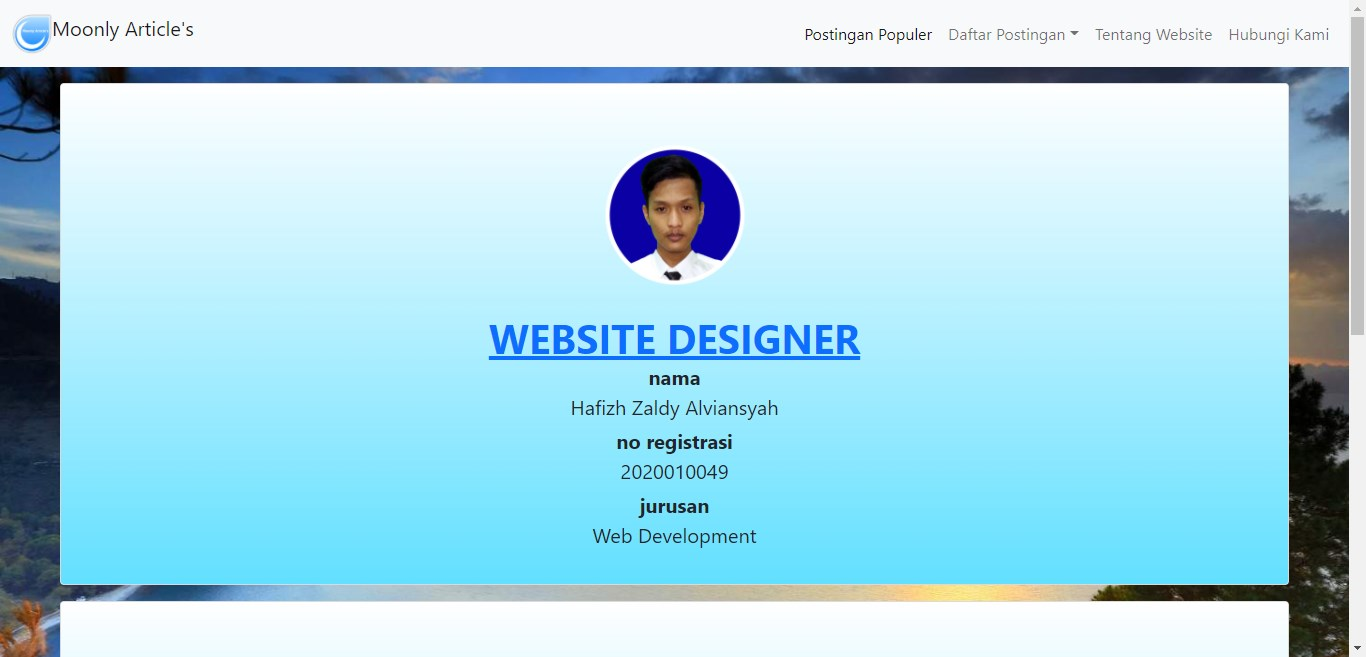 Moonly Article's
Postingan Populer Daftar Postingan Tentang Website Hubungi Kami
WEBSITE DESIGNER
nama
Hafizh Zaldy Alviansyah
no registrasi
2020010049
jurusan
Web Development